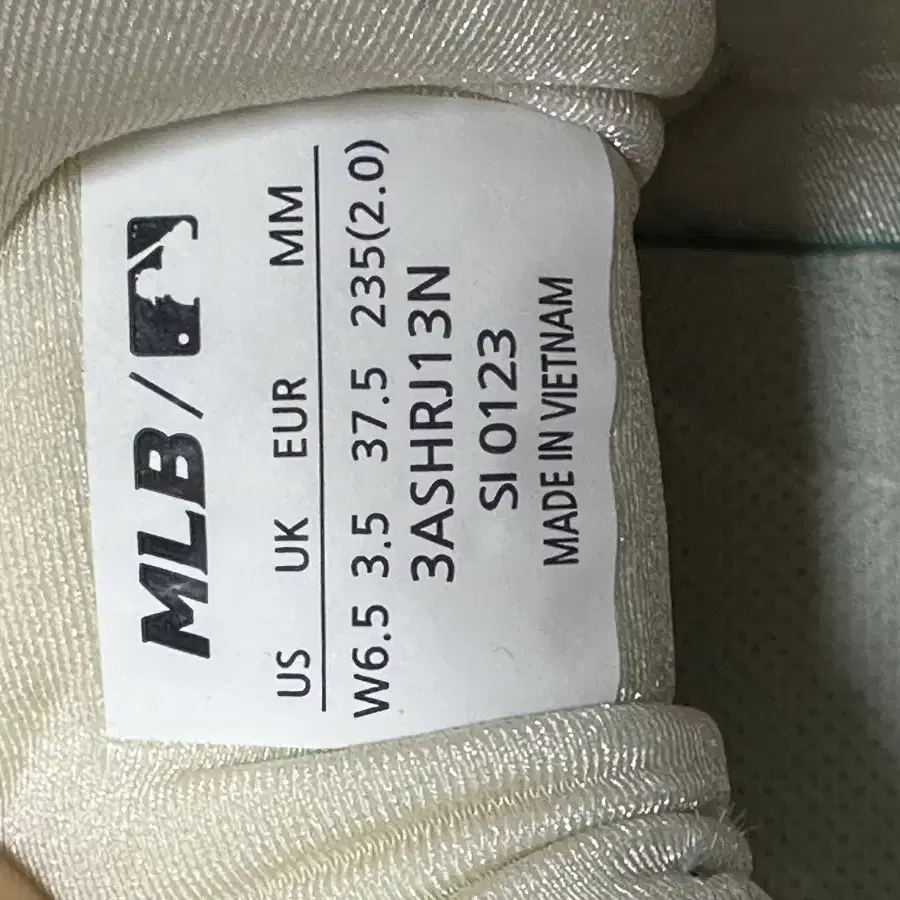 MLB /
US UK EUR MM
W6.5 3.5 37.5 235(2.0)
3ASHRJ13N
SI 0123
MADE IN VIETNAM